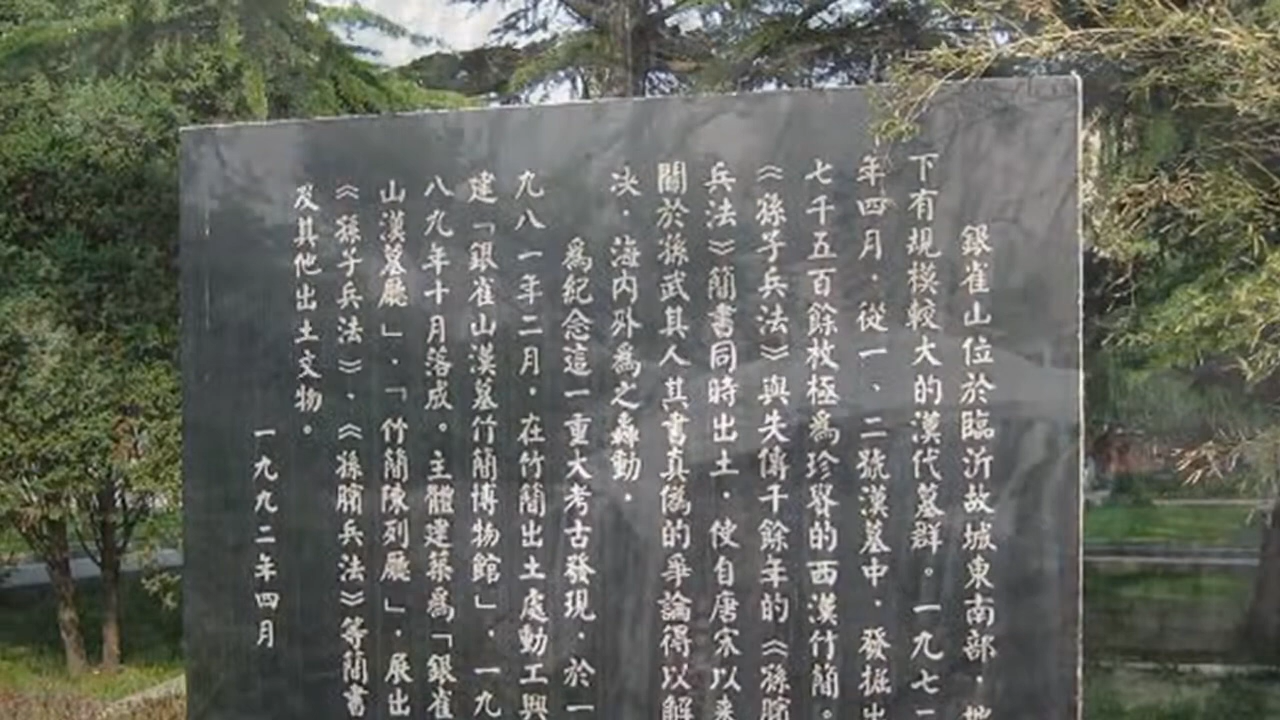 銀雀山位於臨沂故城東南部．地
下有規模較大的漢代墓群。一九七二
年四月．從一、二號漢墓中．發掘出
七千五百餘枚極爲珍貴的西漢竹簡。
《孫子兵法》與失傳千餘年的《孫臏
兵法》簡書同時出土．使自唐宋以來
關於孫武其人其書真僞的爭論得以解
决．海内外爲之轟動．
爲紀念這一重大考古發現．於一
九八一年二月．在竹簡出土處動工興
建「銀雀山漢墓竹簡博物館」．一九
八九年十月落成。主體建築爲「銀雀
山漢墓廳」．「竹簡陳列廳」．展出
《孫子兵法》．《孫臏兵法》等簡書
及其他出土文物。
一九九二年四月